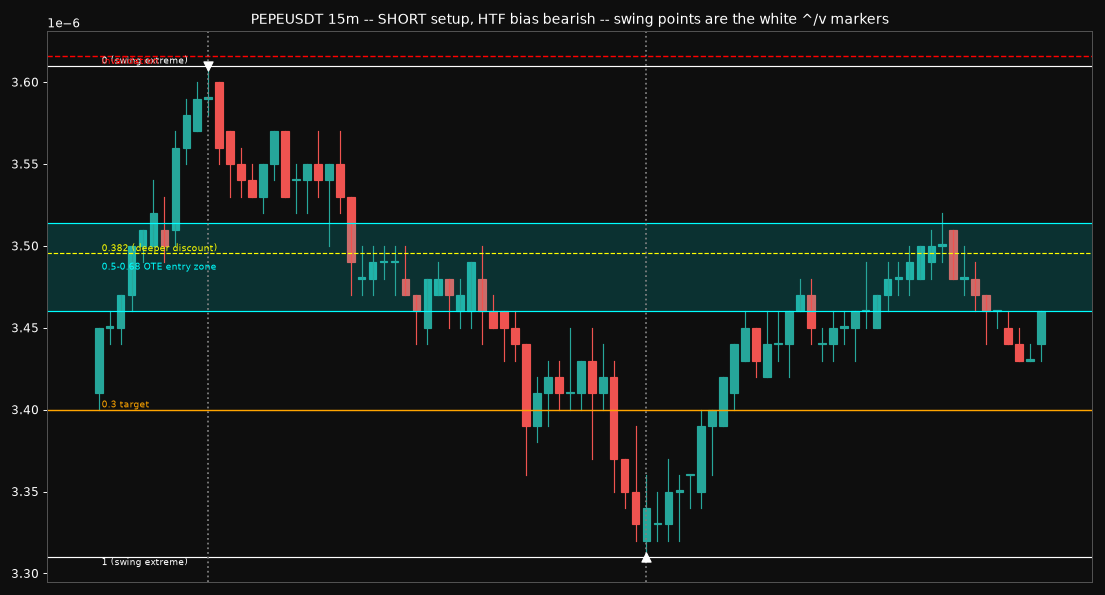 PEPEUSDT 15m -- SHORT setup, HTF bias bearish -- swing points are the white ^/v markers
1e−6
0 (swing extreme)
3.60
3.55
3.50
0.382 (deeper discount)
0.5-0.68 OTE entry zone
3.45
0.3 target
3.40
3.35
1 (swing extreme)
3.30